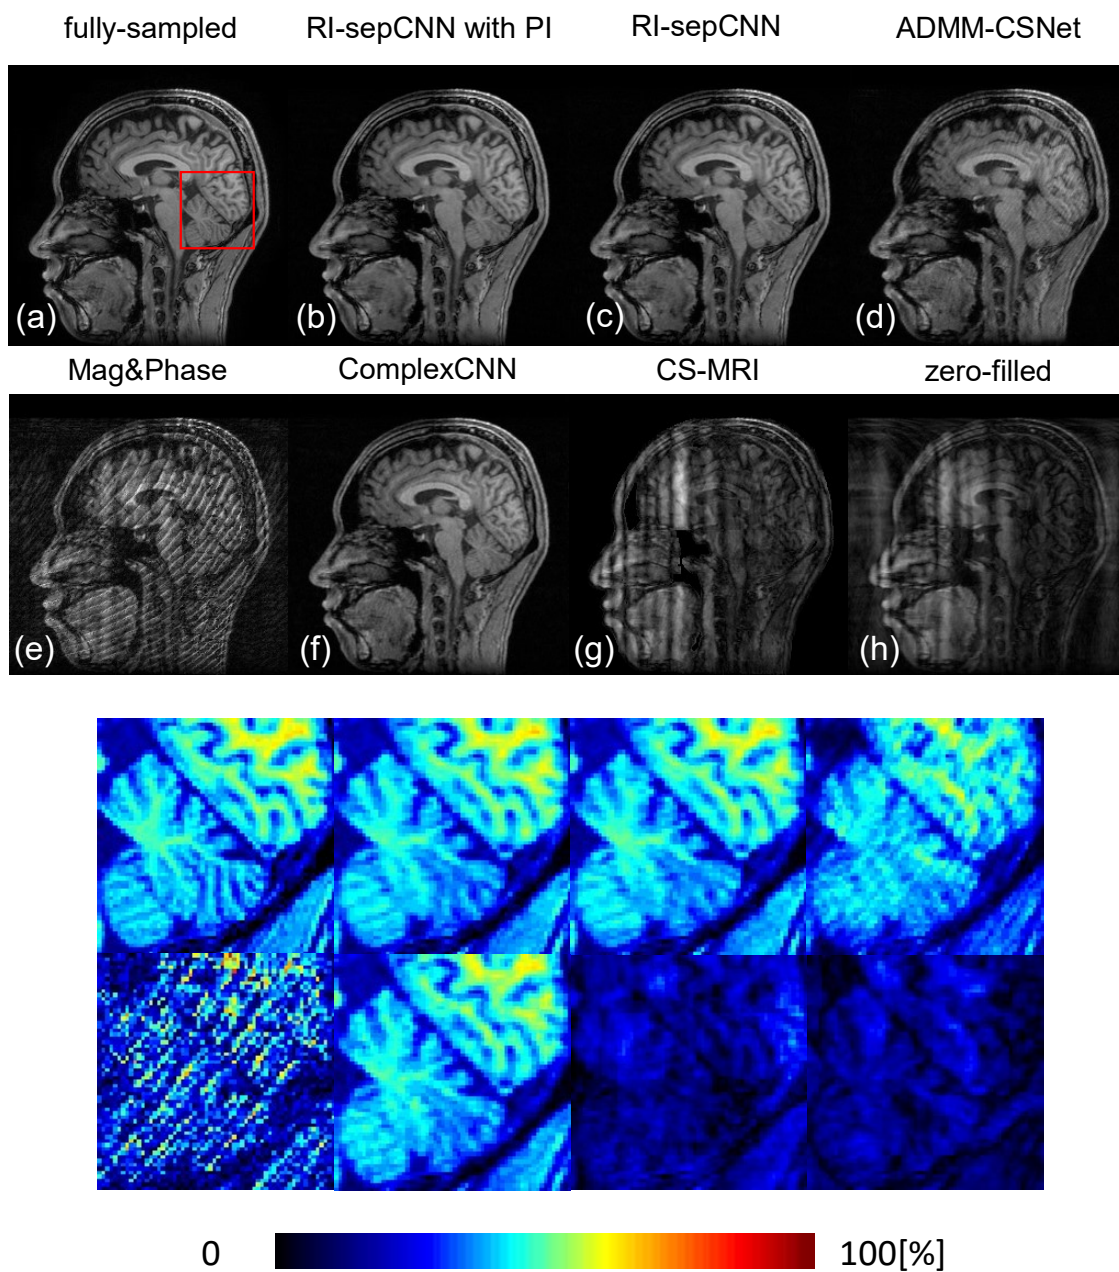 fully-sampled RI-sepCNN with PI RI-sepCNN ADMM-CSNet
(a) (b) (c) (d)
Mag&Phase ComplexCNN CS-MRI zero-filled
(e) (f) (g) (h)
0 100[%]